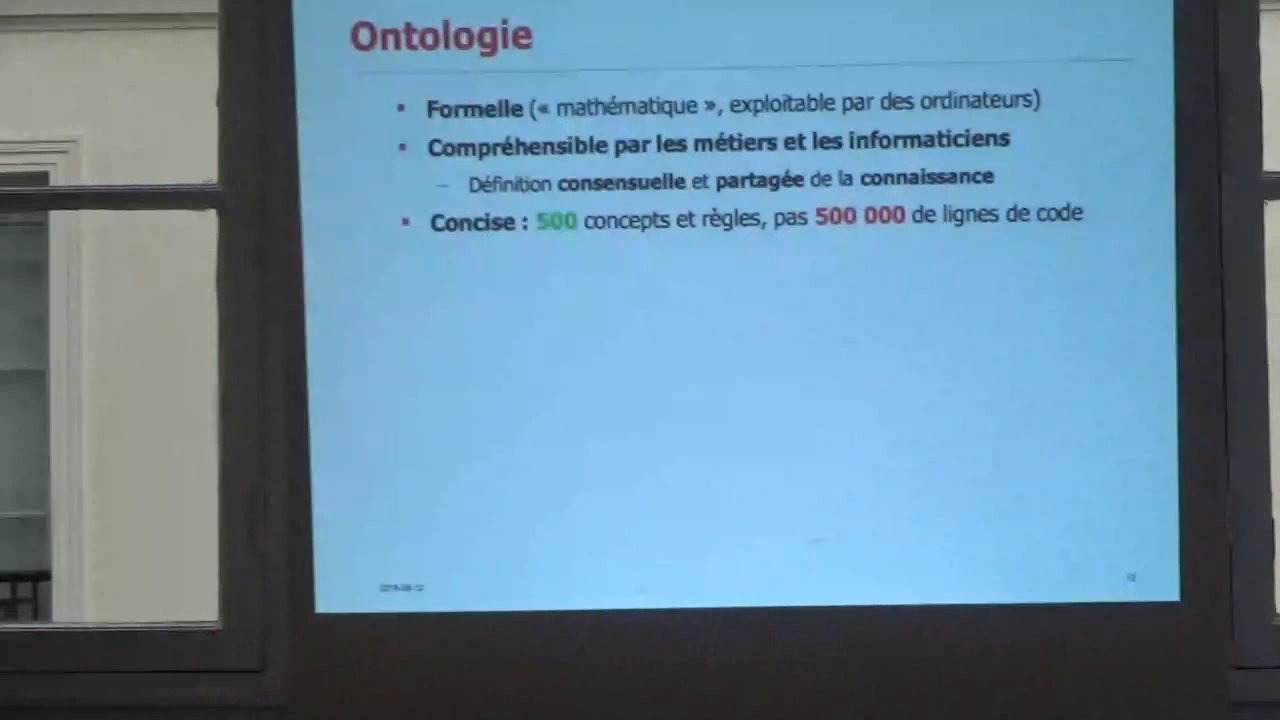 Ontologie
▪ Formelle (« mathématique », exploitable par des ordinateurs)
▪ Compréhensible par les métiers et les informaticiens
– Définition consensuelle et partagée de la connaissance
▪ Concise : 500 concepts et règles, pas 500 000 de lignes de code